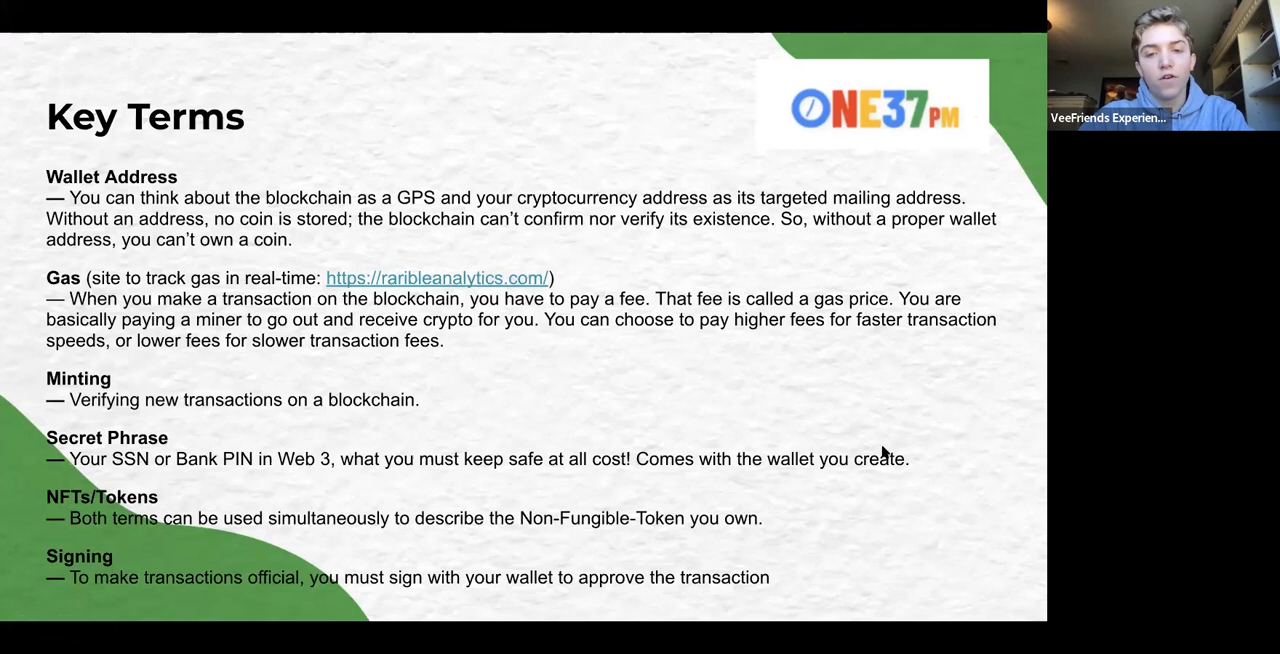 Key Terms
ONE37PM
VeeFriends Experien...
Wallet Address
— You can think about the blockchain as a GPS and your cryptocurrency address as its targeted mailing address.
Without an address, no coin is stored; the blockchain can’t confirm nor verify its existence. So, without a proper wallet
address, you can’t own a coin.
Gas (site to track gas in real-time: https://raribleanalytics.com/)
— When you make a transaction on the blockchain, you have to pay a fee. That fee is called a gas price. You are
basically paying a miner to go out and receive crypto for you. You can choose to pay higher fees for faster transaction
speeds, or lower fees for slower transaction fees.
Minting
— Verifying new transactions on a blockchain.
Secret Phrase
— Your SSN or Bank PIN in Web 3, what you must keep safe at all cost! Comes with the wallet you create.
NFTs/Tokens
— Both terms can be used simultaneously to describe the Non-Fungible-Token you own.
Signing
— To make transactions official, you must sign with your wallet to approve the transaction